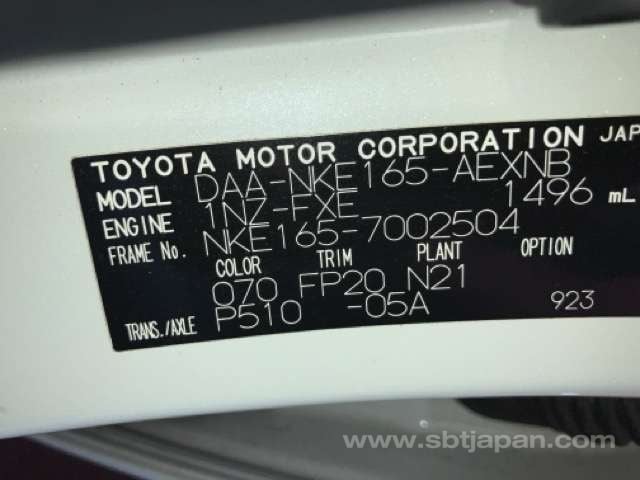 TOYOTA MOTOR CORPORATION JAP
MODEL DAA-NKE165-AEXNB
ENGINE 1NZ-FXE 1496 mL
FRAME No. NKE165-7002504
COLOR TRIM PLANT OPTION
070 FP20 N21
TRANS./AXLE P510 -05A 923
www.sbtjapan.com